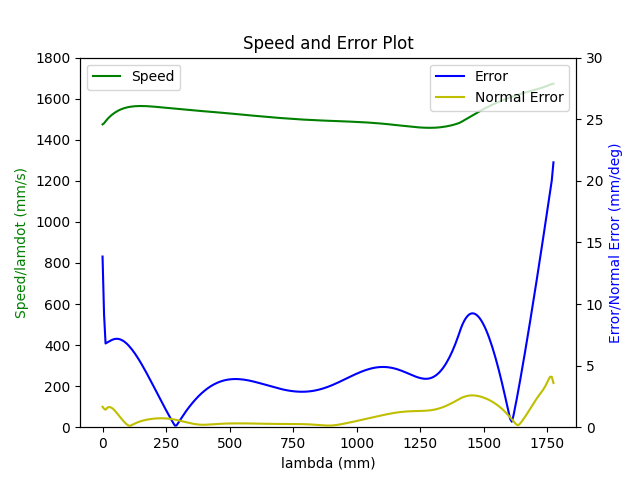 Speed and Error Plot
Speed
Error
Normal Error
1800
1600
1400
1200
1000
800
600
400
200
0
Speed/lamdot (mm/s)
30
25
20
15
10
5
0
Error/Normal Error (mm/deg)
0 250 500 750 1000 1250 1500 1750
lambda (mm)